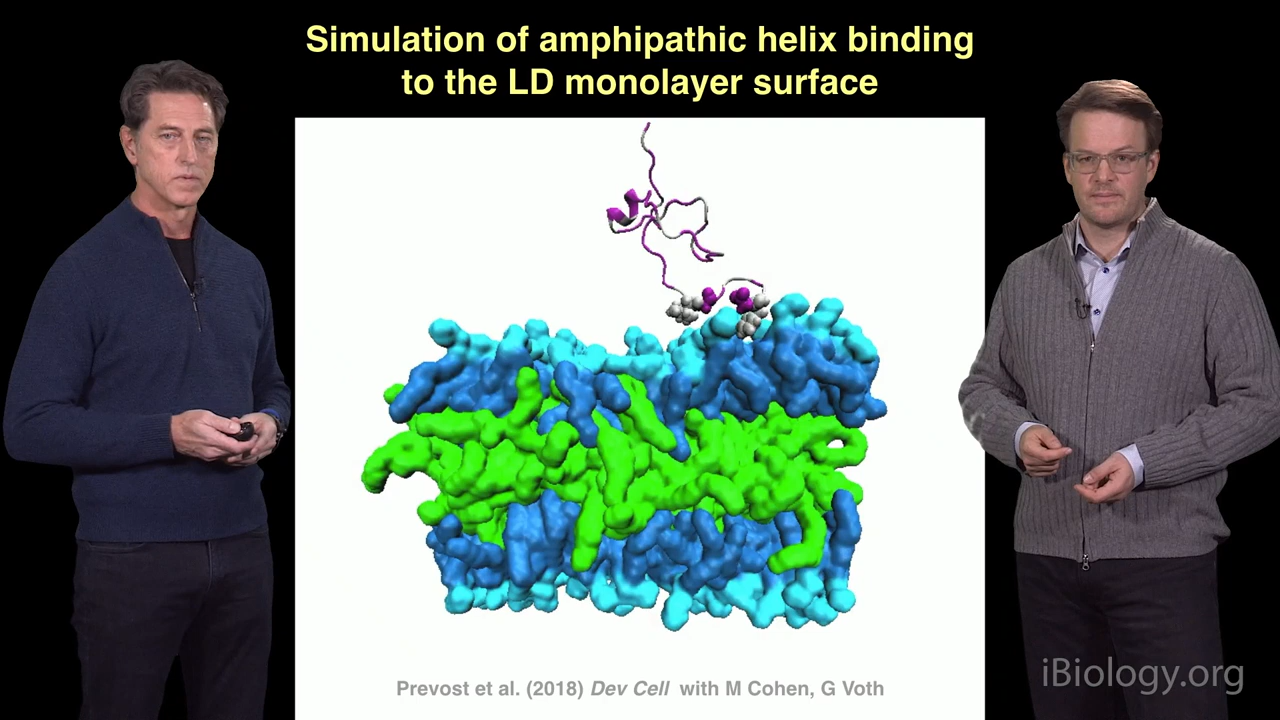 Simulation of amphipathic helix binding
to the LD monolayer surface
Prevost et al. (2018) Dev Cell with M Cohen, G Voth
iBiology.org